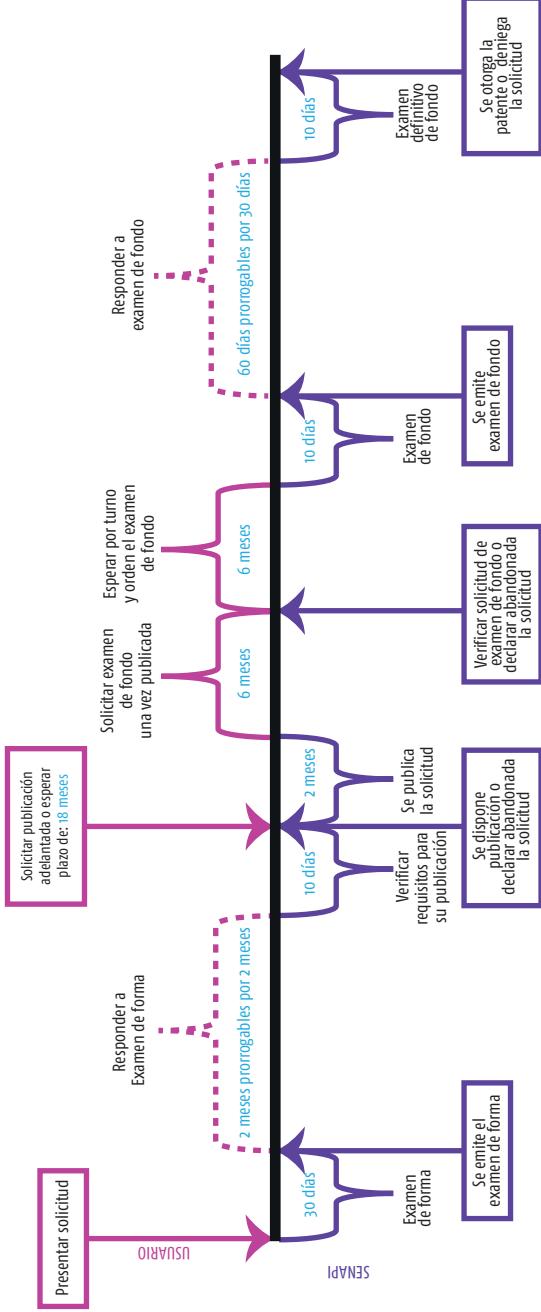 Presentar solicitud
USUARIO
SENAPI
30 días
Examen
de forma
Se emite el
examen de forma
Responder a
Examen de forma
2 meses prorrogables por 2 meses
10 días
Verificar
requisitos para
su publicación
Solicitar publicación
adelantada o esperar
plazo de: 18 meses
Se dispone
publicación o
declarar abandonada
la solicitud
2 meses
Se publica
la solicitud
Solicitar examen
de fondo
una vez publicada
6 meses
Verificar solicitud de
examen de fondo o
declarar abandonada
la solicitud
Esperar por turno
y orden el examen
de fondo
6 meses
10 días
Examen
de fondo
Se emite
examen de fondo
Responder a
examen de fondo
60 días prorrogables por 30 días
10 días
Examen
definitivo
de fondo
Se otorga la
patente o deniega
la solicitud